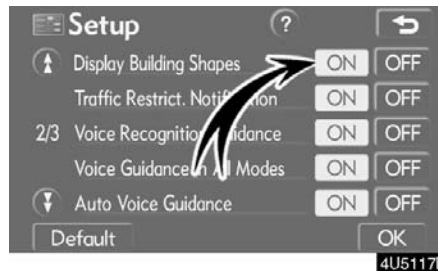 Setup ?
Display Building Shapes ON OFF
Traffic Restrict. ON OFF
2/3 Voice Recognition ON OFF
Voice Guidance Modes ON OFF
Auto Voice Guidance ON OFF
Default OK
4U5117